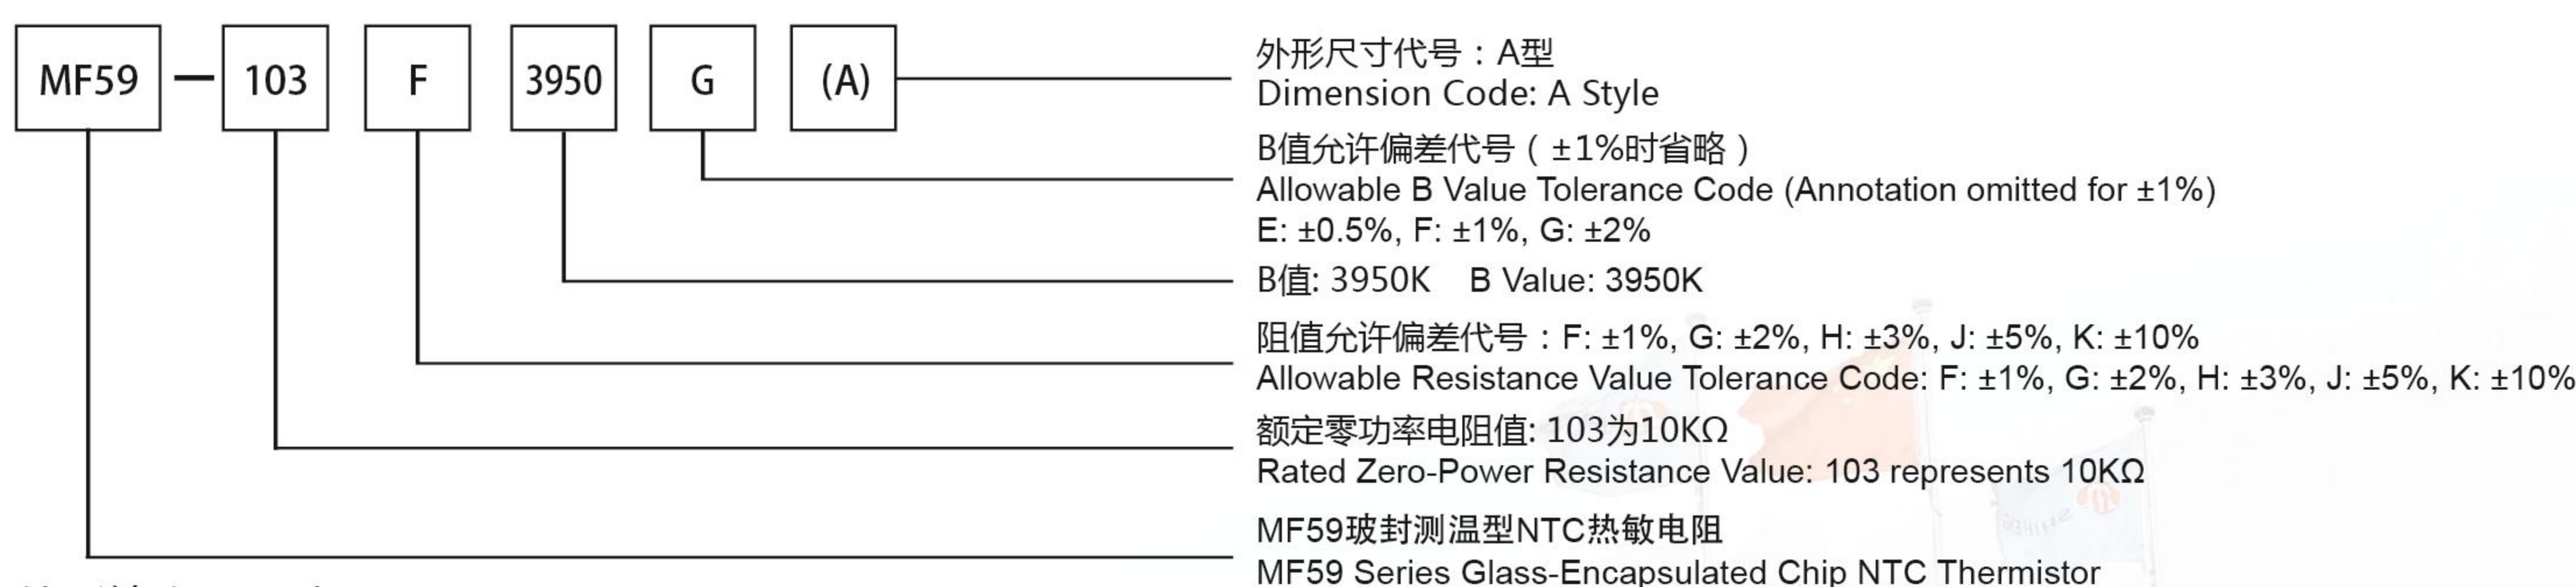 MF59 — 103 F 3950 G (A)
外形尺寸代号：A型
Dimension Code: A Style
B值允许偏差代号（±1%时省略）
Allowable B Value Tolerance Code (Annotation omitted for ±1%)
E: ±0.5%, F: ±1%, G: ±2%
B值: 3950K B Value: 3950K
阻值允许偏差代号：F: ±1%, G: ±2%, H: ±3%, J: ±5%, K: ±10%
Allowable Resistance Value Tolerance Code: F: ±1%, G: ±2%, H: ±3%, J: ±5%, K: ±10%
额定零功率电阻值: 103为10KΩ
Rated Zero-Power Resistance Value: 103 represents 10KΩ
MF59玻封测温型NTC热敏电阻
MF59 Series Glass-Encapsulated Chip NTC Thermistor